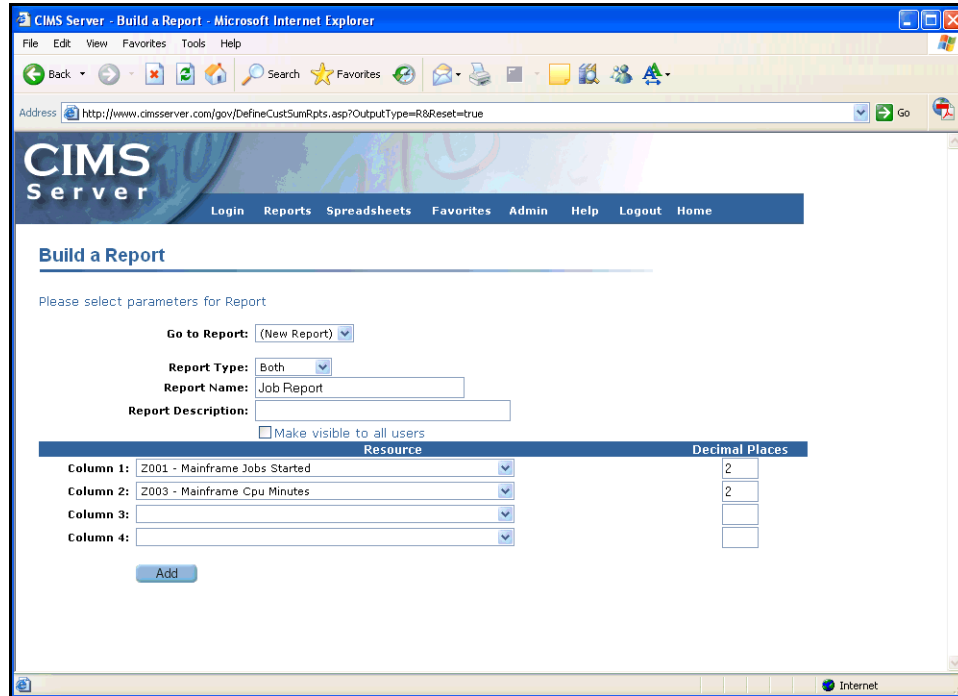 CIMS Server - Build a Report - Microsoft Internet Explorer
File Edit View Favorites Tools Help
Back Search Favorites
Address http://www.cimsserver.com/gov/DefineCustSumRpts.asp?OutputType=R&Reset=true Go
CIMS
Server
Login Reports Spreadsheets Favorites Admin Help Logout Home
Build a Report
Please select parameters for Report
Go to Report: (New Report)
Report Type: Both
Report Name: Job Report
Report Description:
Make visible to all users
Resource Decimal Places
Column 1: Z001 - Mainframe Jobs Started 2
Column 2: Z003 - Mainframe Cpu Minutes 2
Column 3:
Column 4:
Add
Internet